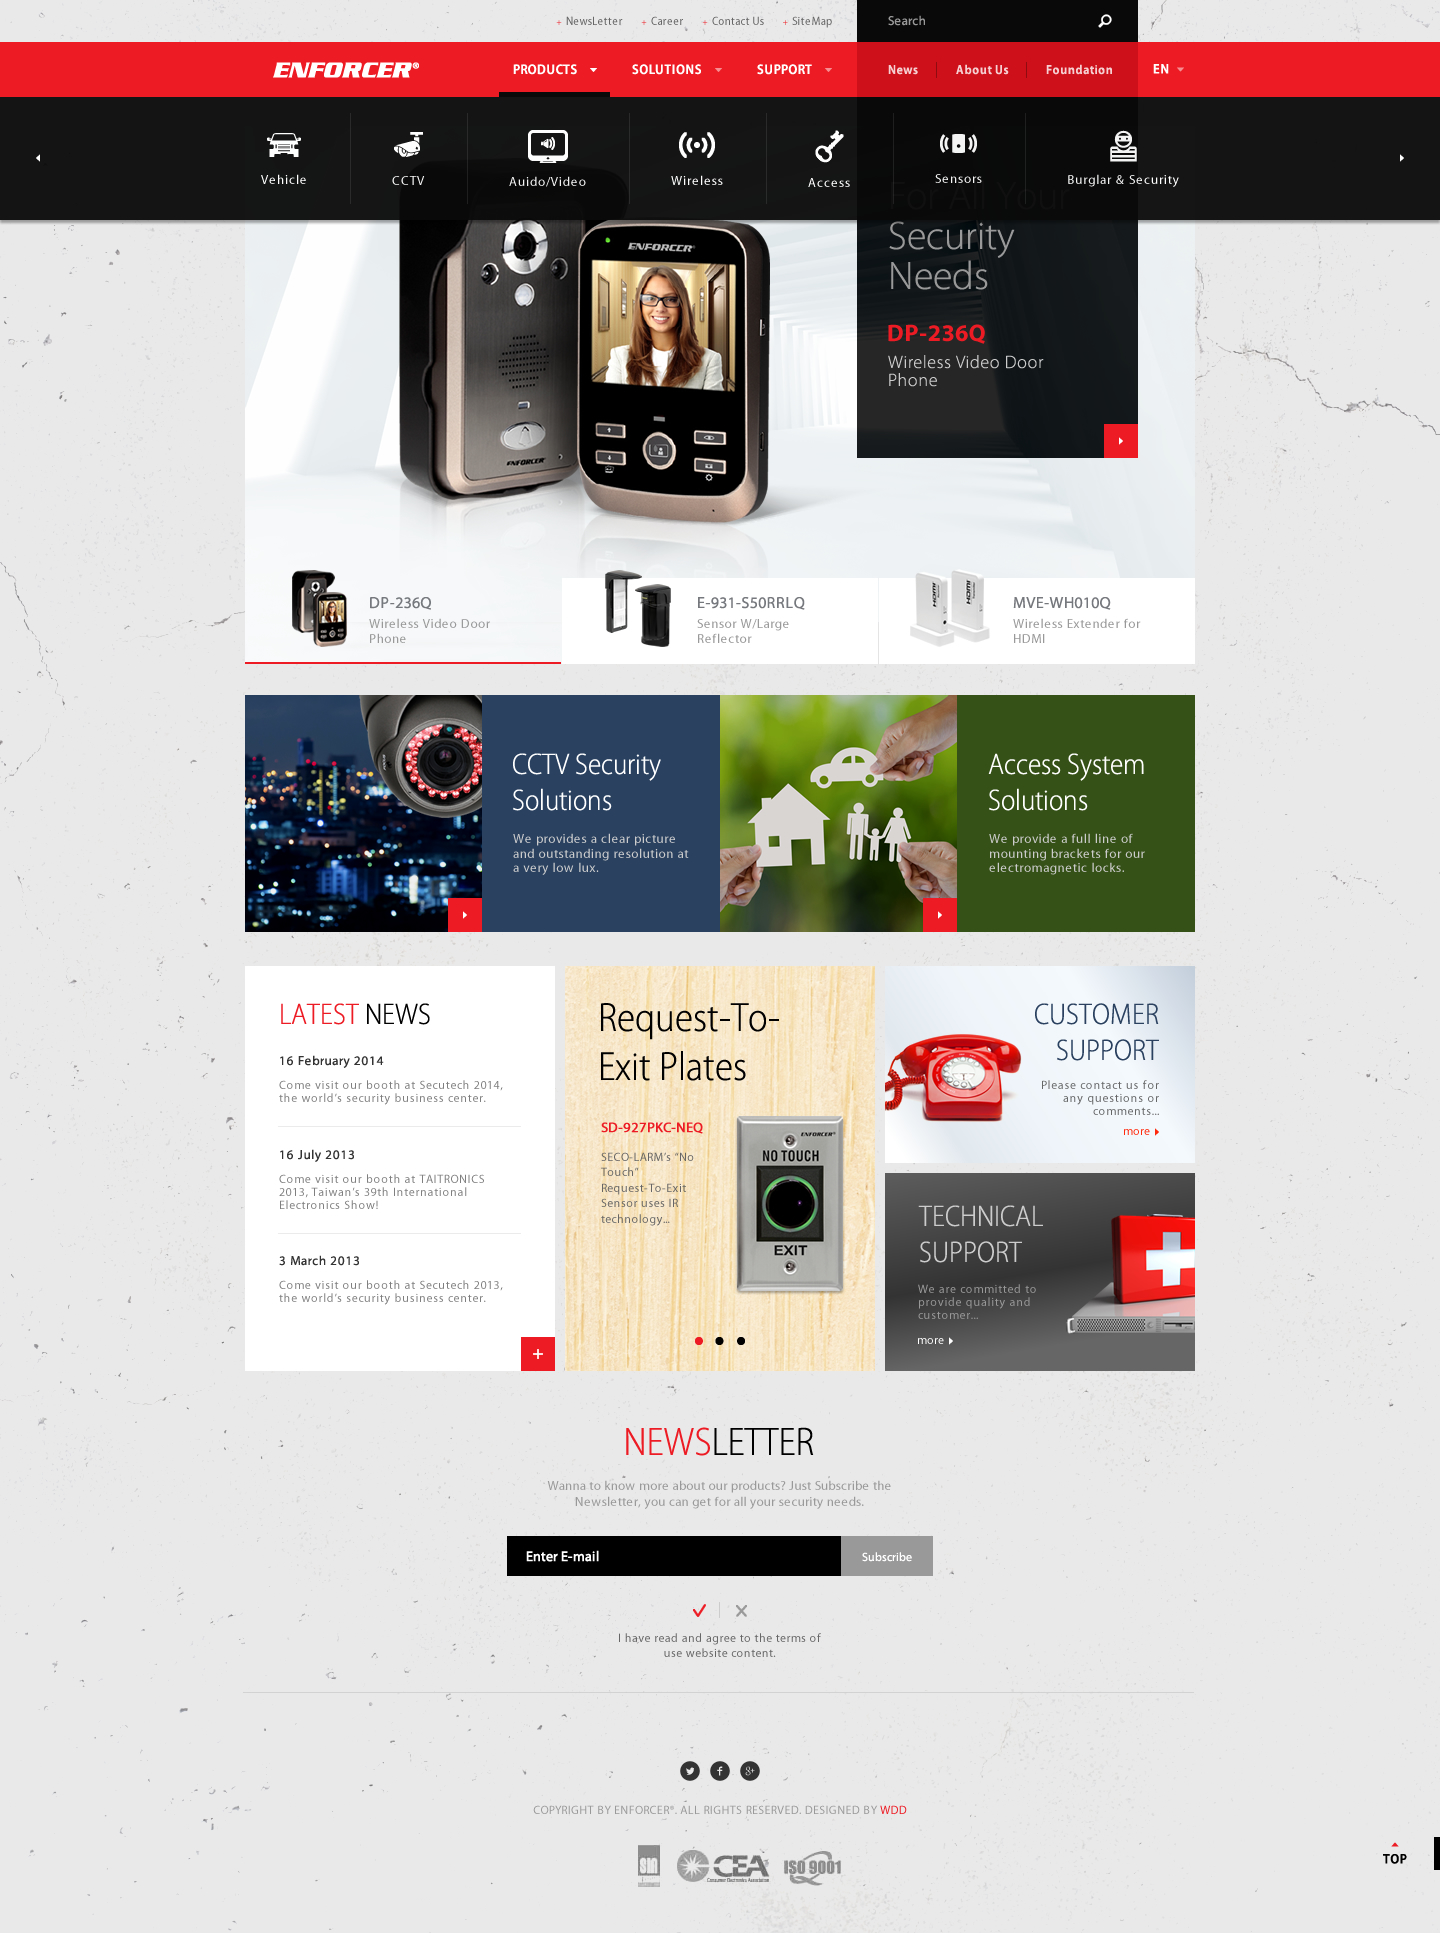 + NewsLetter + Career + Contact Us + SiteMap
Search
ENFORCER®
PRODUCTS SOLUTIONS SUPPORT
News About Us Foundation
EN
Vehicle
CCTV
Auido/Video
Wireless
Access
Sensors
Burglar & Security
For All Your
Security
Needs
DP-236Q
Wireless Video Door
Phone
ENFORCER
ENFORCER
DP-236Q
Wireless Video Door
Phone
E-931-S50RRLQ
Sensor W/Large
Reflector
HDMI
HDMI
MVE-WH010Q
Wireless Extender for
HDMI
CCTV Security
Solutions
We provides a clear picture
and outstanding resolution at
a very low lux.
Access System
Solutions
We provide a full line of
mounting brackets for our
electromagnetic locks.
LATEST NEWS
16 February 2014
Come visit our booth at Secutech 2014,
the world's security business center.
16 July 2013
Come visit our booth at TAITRONICS
2013, Taiwan's 39th International
Electronics Show!
3 March 2013
Come visit our booth at Secutech 2013,
the world's security business center.
Request-To-
Exit Plates
SD-927PKC-NEQ
SECO-LARM's “No
Touch”
Request-To-Exit
Sensor uses IR
technology...
ENFORCER®
NO TOUCH
EXIT
CUSTOMER
SUPPORT
Please contact us for
any questions or
comments...
more
TECHNICAL
SUPPORT
We are committed to
provide quality and
customer...
more
NEWSLETTER
Wanna to know more about our products? Just Subscribe the
Newsletter, you can get for all your security needs.
Enter E-mail
Subscribe
I have read and agree to the terms of
use website content.
COPYRIGHT BY ENFORCER®. ALL RIGHTS RESERVED. DESIGNED BY WDD
sm
CEA
Consumer Electronics Association
ISO 9001
TOP